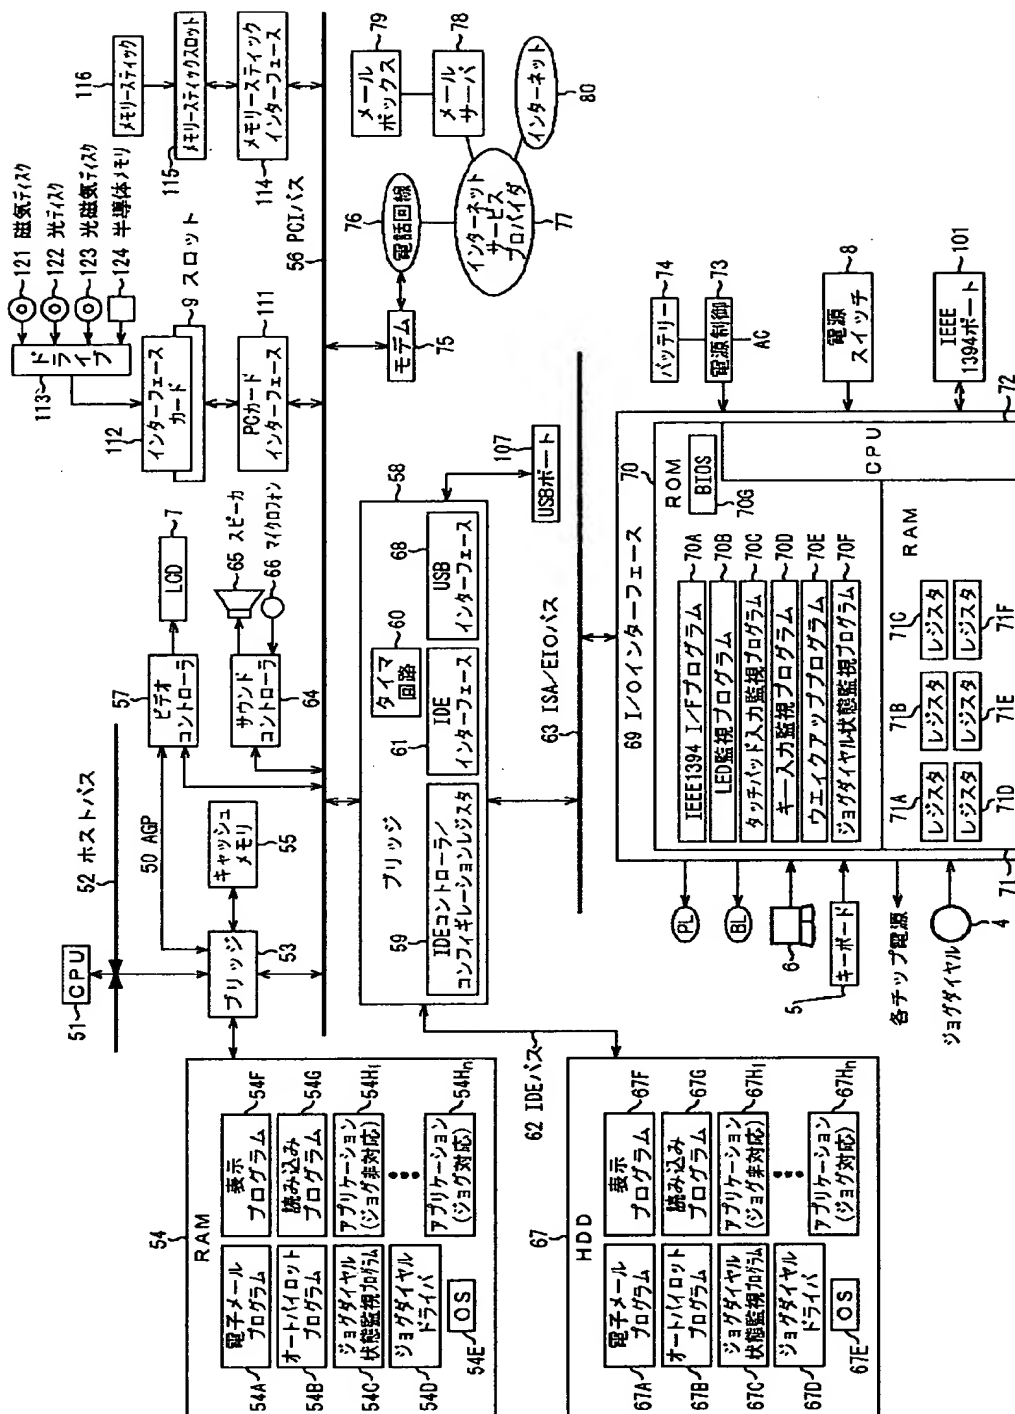 51
CPU
52 ホストバス
50 AGP
ブリッジ
53
キャッシュ
メモリ
55
57
ビデオ
コントローラ
LCD
7
サウンド
コントローラ
64
65 スピーカ
66 マイクロフォン
121 磁気ディスク
122 光ディスク
123 光磁気ディスク
124 半導体メモリ
ドライブ
113
112
インターフェース
カード
9 スロット
PCカード
インターフェース
111
メモリースティック
116
メモリースティックスロット
115
メモリースティック
インターフェース
114
56 PCIバス
54
RAM
電子メール
プログラム
54A
オートパイロット
プログラム
54B
ジョグダイヤル
状態監視プログラム
54C
ジョグダイヤル
ドライバ
54D
OS
54E
表示
プログラム
54F
読み込み
プログラム
54G
アプリケーション
(ジョグ非対応)
54H1
アプリケーション
(ジョグ対応)
54Hn
58
ブリッジ
59
IDEコントローラ/
コンフィギレーションレジスタ
タイマ
回路
60
61
IDE
インターフェース
68
USB
インターフェース
107
USBポート
モデム
75
76
電話回線
インターネット
サービス
プロバイダ
77
メール
サーバ
78
メール
ボックス
79
インターネット
80
62 IDEバス
63 ISA/EIOバス
67
HDD
電子メール
プログラム
67A
オートパイロット
プログラム
67B
ジョグダイヤル
状態監視プログラム
67C
ジョグダイヤル
ドライバ
67D
OS
67E
表示
プログラム
67F
読み込み
プログラム
67G
アプリケーション
(ジョグ非対応)
67H1
アプリケーション
(ジョグ対応)
67Hn
69 I/Oインターフェース
70
ROM
IEEE1394 I/Fプログラム
70A
LED監視プログラム
70B
タッチパッド入力監視プログラム
70C
キー入力監視プログラム
70D
ウエイクアッププログラム
70E
ジョグダイヤル状態監視プログラム
70F
BIOS
70G
CPU
72
RAM
71
71A
レジスタ
71B
レジスタ
71C
レジスタ
レジスタ
71D
レジスタ
71E
レジスタ
71F
PL
BL
6
5
キーボード
各チップ電源
ジョグダイヤル
4
バッテリー
74
電源制御
73
AC
電源
スイッチ
8
IEEE
1394ポート
101